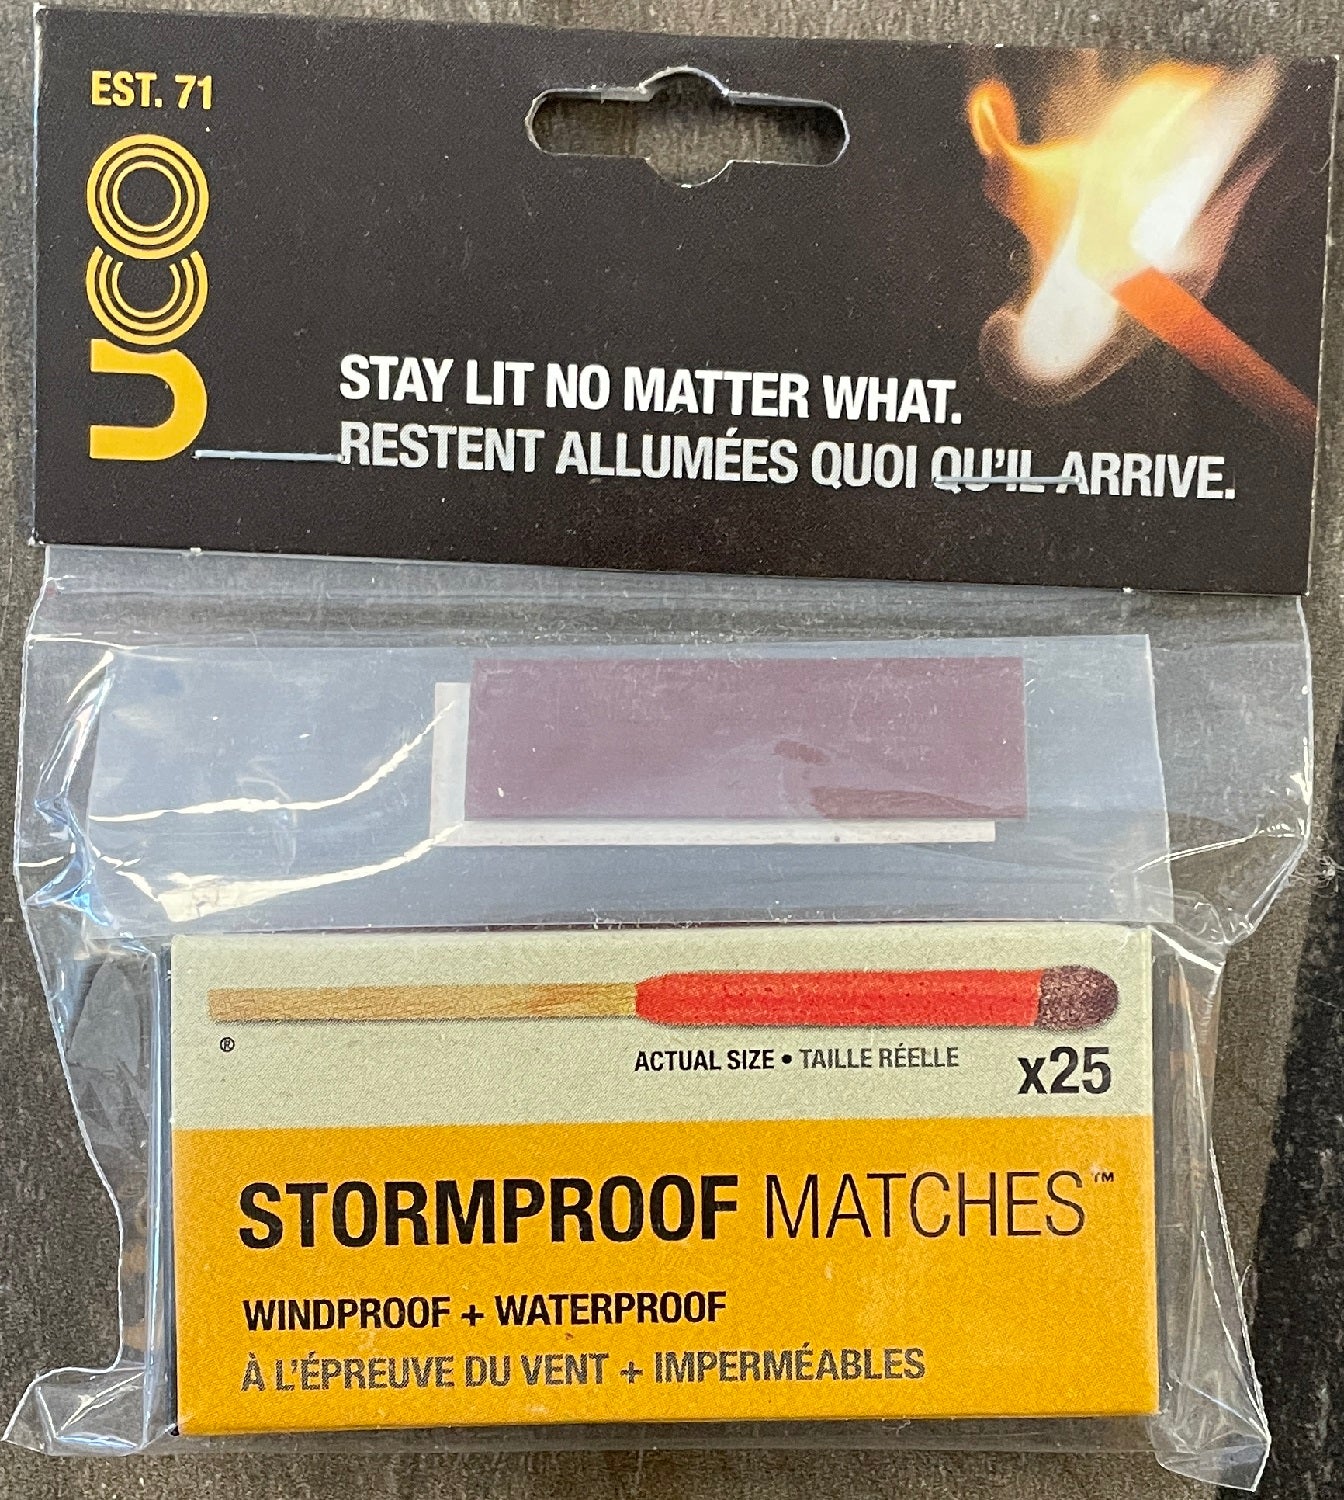 EST. 71
UCO
STAY LIT NO MATTER WHAT.
RESTENT ALLUMÉES QUOI QU'IL ARRIVE.
®
ACTUAL SIZE • TAILLE RÉELLE
x25
STORMPROOF MATCHES™
WINDPROOF + WATERPROOF
À L'ÉPREUVE DU VENT + IMPERMÉABLES